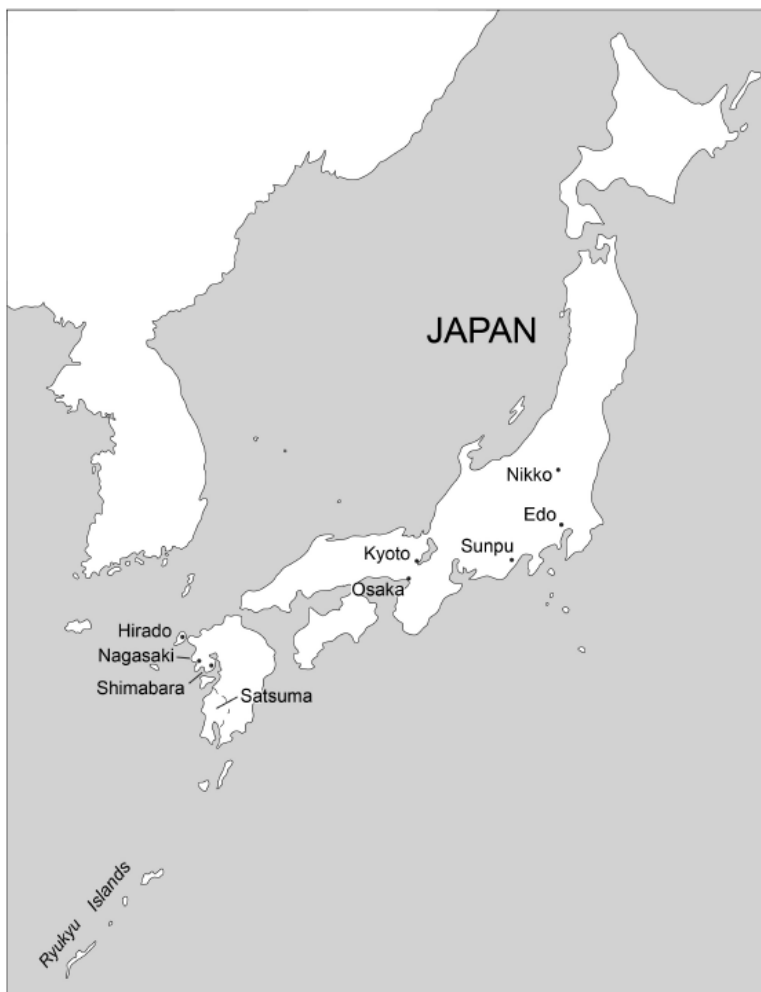 JAPAN
Nikko
Edo
Sunpu
Kyoto
Osaka
Hirado
Nagasaki
Shimabara
Satsuma
Ryukyu Islands